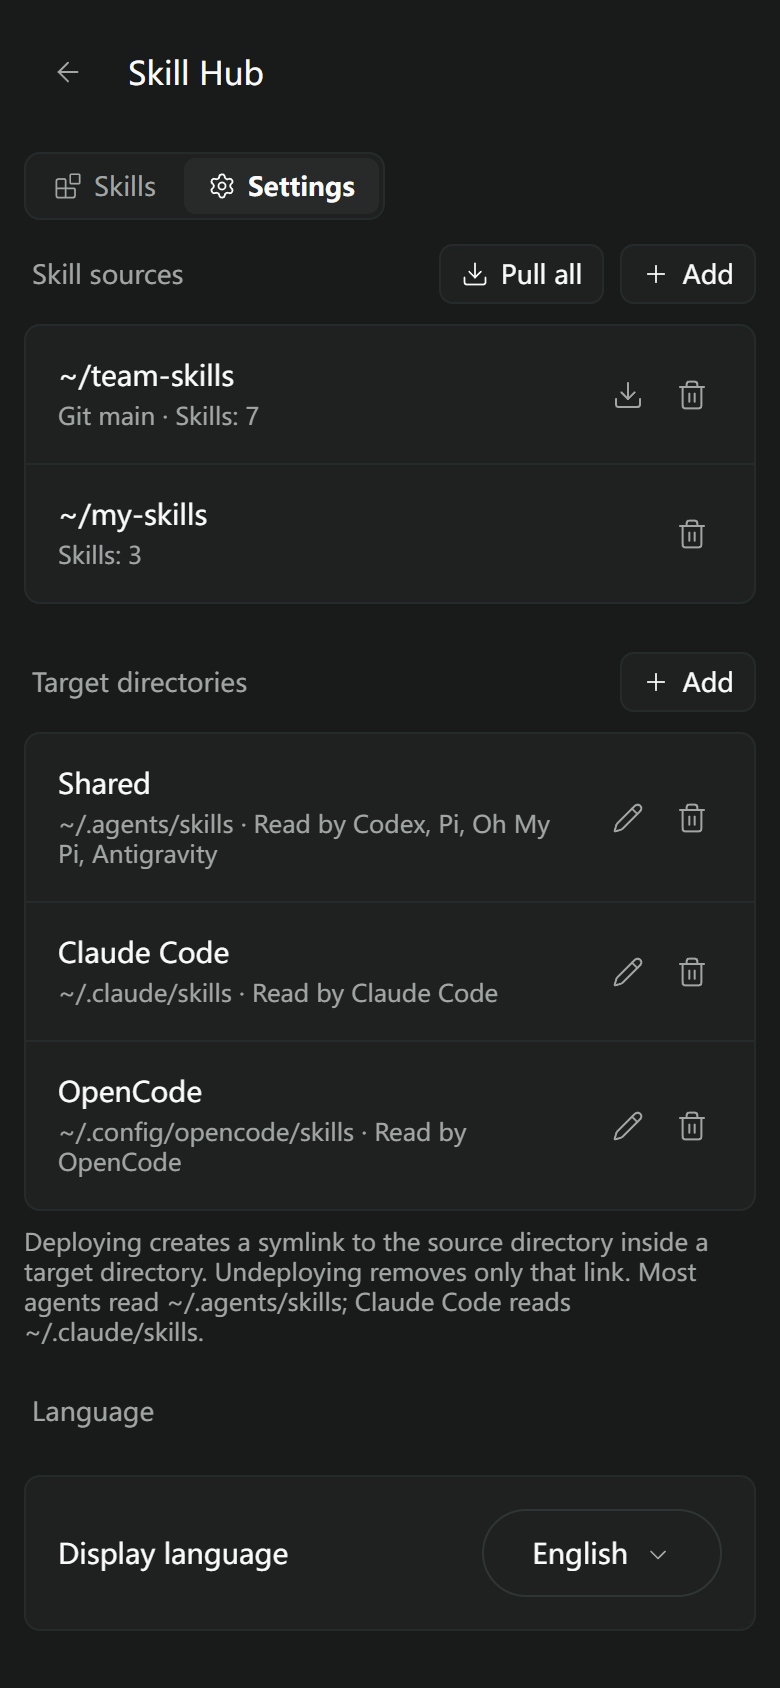 Skill Hub
Skills
Settings
Skill sources
Pull all
Add
~/team-skills
Git main · Skills: 7
~/my-skills
Skills: 3
Target directories
Add
Shared
~/.agents/skills · Read by Codex, Pi, Oh My
Pi, Antigravity
Claude Code
~/.claude/skills · Read by Claude Code
OpenCode
~/.config/opencode/skills · Read by
OpenCode
Deploying creates a symlink to the source directory inside a
target directory. Undeploying removes only that link. Most
agents read ~/.agents/skills; Claude Code reads
~/.claude/skills.
Language
Display language
English